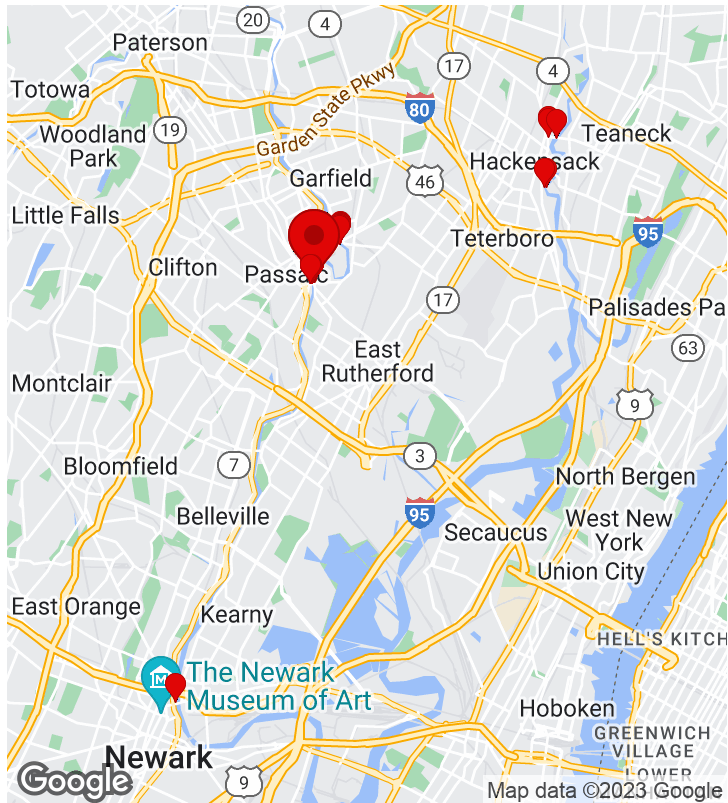 20
4
Paterson
17
4
Totowa
Garden State Pkwy
80
19
Woodland
Park
Teaneck
Hackensack
Garfield
46
Little Falls
95
Teterboro
Clifton
Passaic
17
Palisades Pa
East
Rutherford
63
Montclair
9
3
7
Bloomfield
North Bergen
95
Belleville
West New
York
Secaucus
Union City
East Orange
Kearny
HELL'S KITCH
M
The Newark
Museum of Art
Hoboken
GREENWICH
VILLAGE
Newark
LOWER
9
Google
Map data ©2023 Google